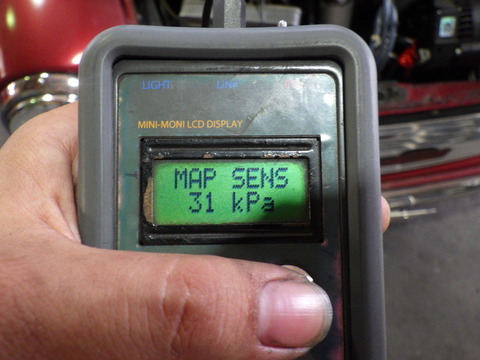 LIGHT LINK
MINI-MONI LCD DISPLAY
MAP SENS
31 kPa